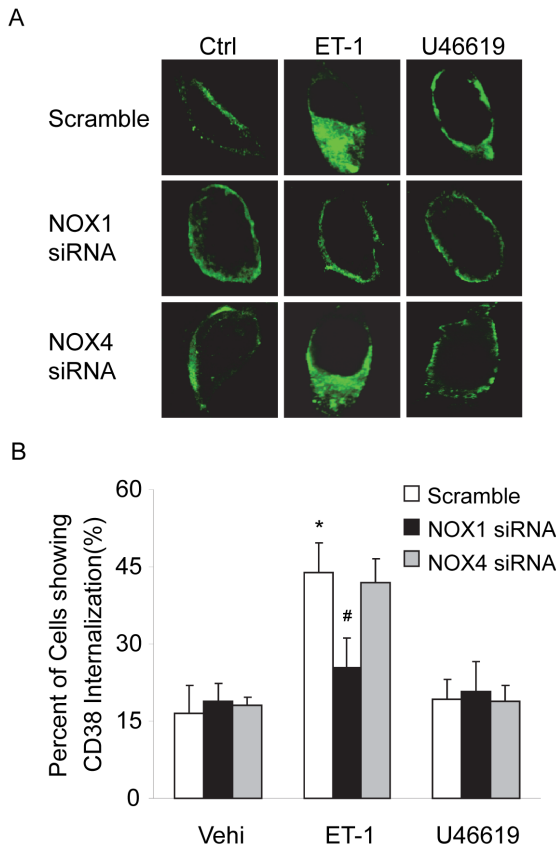 A
Ctrl ET-1 U46619
Scramble
NOX1
siRNA
NOX4
siRNA
B
Percent of Cells showing
CD38 Internalization(%)
60
45
30
15
0
*
#
Scramble
NOX1 siRNA
NOX4 siRNA
Vehi ET-1 U46619